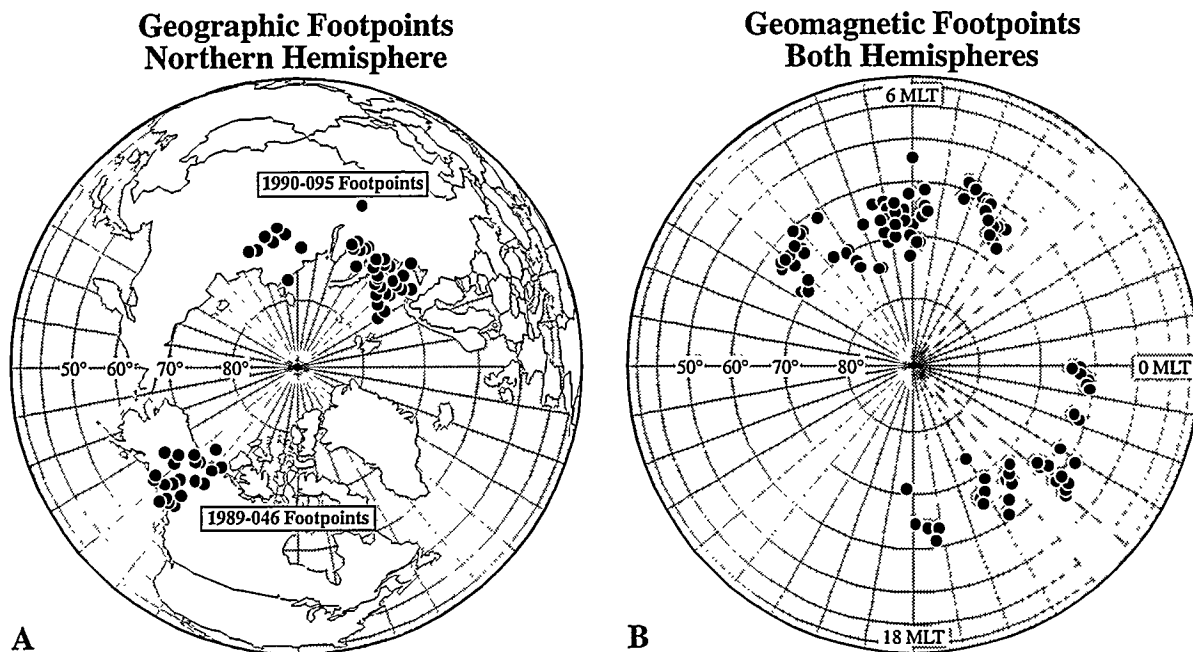 Geographic Footpoints
Northern Hemisphere
1990-095 Footpoints
50° 60° 70° 80°
1989-046 Footpoints
A
Geomagnetic Footpoints
Both Hemispheres
6 MLT
50° 60° 70° 80°
0 MLT
18 MLT
B